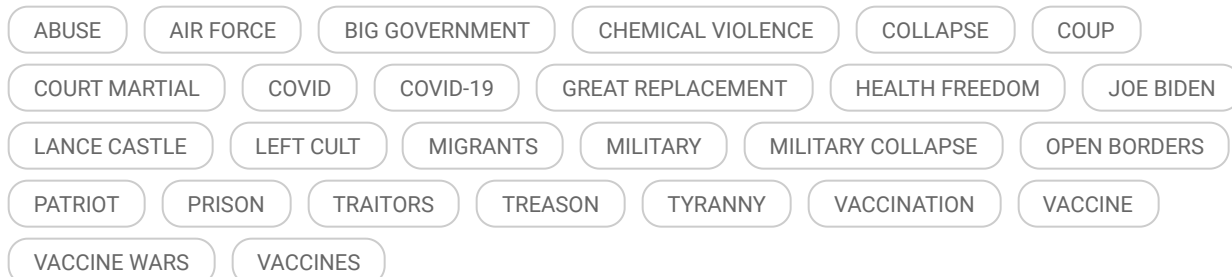 ABUSE AIR FORCE BIG GOVERNMENT CHEMICAL VIOLENCE COLLAPSE COUP
COURT MARTIAL COVID COVID-19 GREAT REPLACEMENT HEALTH FREEDOM JOE BIDEN
LANCE CASTLE LEFT CULT MIGRANTS MILITARY MILITARY COLLAPSE OPEN BORDERS
PATRIOT PRISON TRAITORS TREASON TYRANNY VACCINATION VACCINE
VACCINE WARS VACCINES